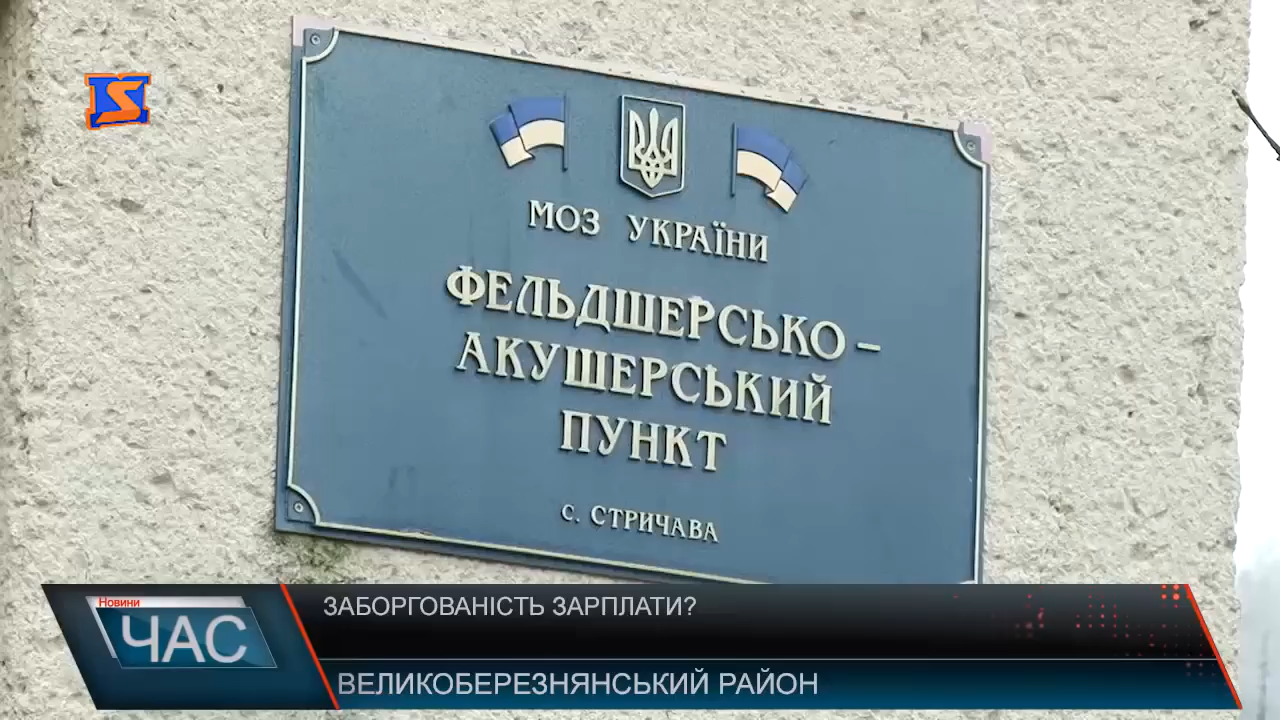 МОЗ УКРАЇНИ
ФЕЛЬДШЕРСЬКО-
АКУШЕРСЬКИЙ
ПУНКТ
с. СТРИЧАВА
Новини
ЧАС
ЗАБОРГОВАНІСТЬ ЗАРПЛАТИ?
ВЕЛИКОБЕРЕЗНЯНСЬКИЙ РАЙОН